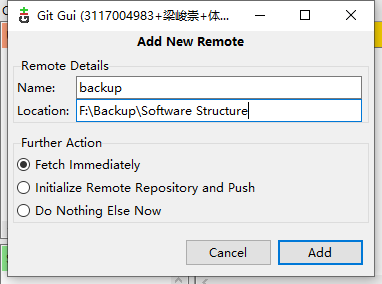 Git Gui (3117004983+梁峻崇+体...
Add New Remote
Remote Details
Name: backup
Location: F:\Backup\Software Structure
Further Action
Fetch Immediately
Initialize Remote Repository and Push
Do Nothing Else Now
Cancel Add